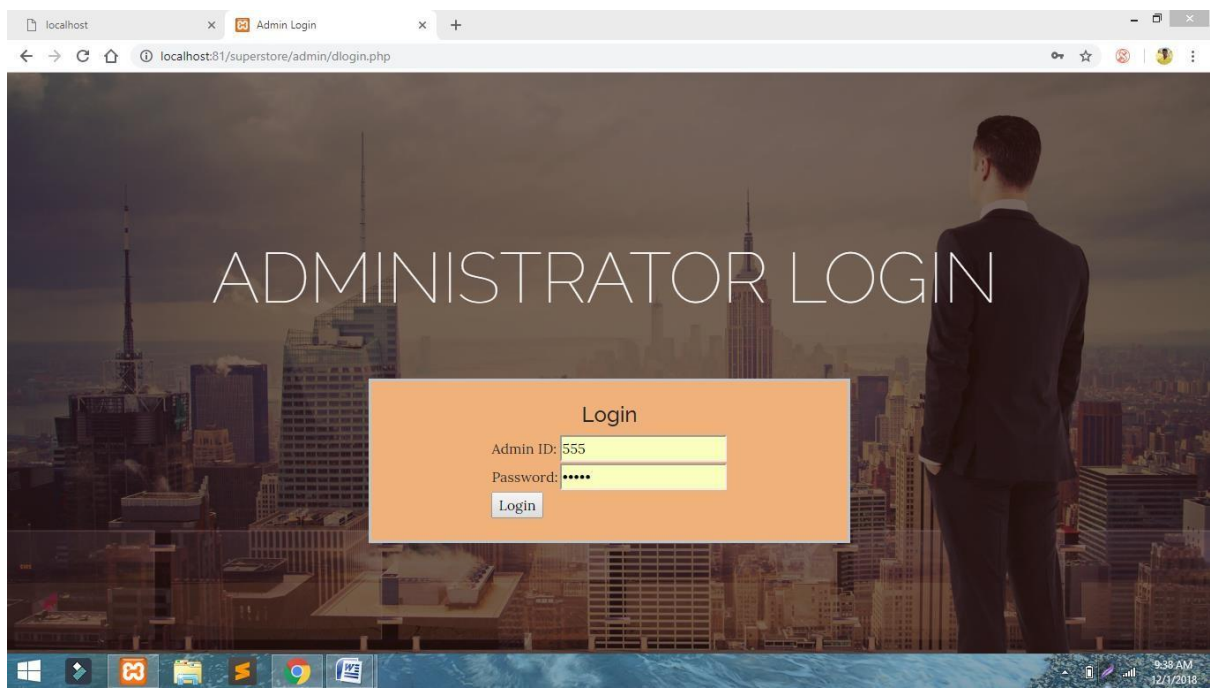 localhost
Admin Login
localhost:81/superstore/admin/dlogin.php
ADMINISTRATOR LOGIN
Login
Admin ID: 555
Password: •••••
Login
9:38 AM
12/1/2018